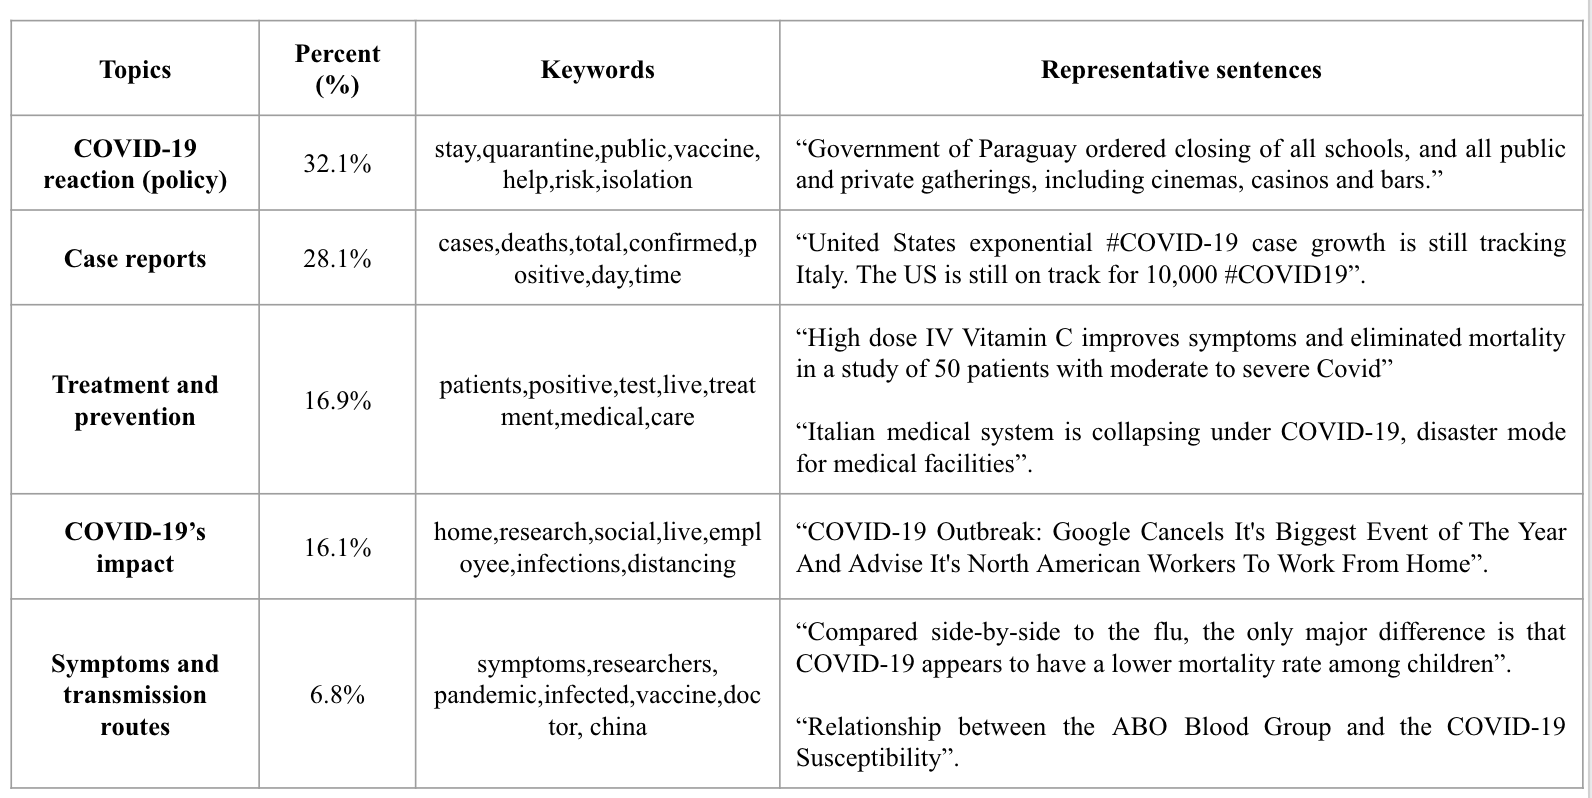 Topics
Percent
(%)
Keywords
Representative sentences
COVID-19
reaction (policy)
32.1%
stay,quarantine,public,vaccine,
help,risk,isolation
“Government of Paraguay ordered closing of all schools, and all public
and private gatherings, including cinemas, casinos and bars.”
Case reports
28.1%
cases,deaths,total,confirmed,p
ositive,day,time
“United States exponential #COVID-19 case growth is still tracking
Italy. The US is still on track for 10,000 #COVID19”.
Treatment and
prevention
16.9%
patients,positive,test,live,treat
ment,medical,care
“High dose IV Vitamin C improves symptoms and eliminated mortality
in a study of 50 patients with moderate to severe Covid”
“Italian medical system is collapsing under COVID-19, disaster mode
for medical facilities”.
COVID-19’s
impact
16.1%
home,research,social,live,empl
oyee,infections,distancing
“COVID-19 Outbreak: Google Cancels It's Biggest Event of The Year
And Advise It's North American Workers To Work From Home”.
Symptoms and
transmission
routes
6.8%
symptoms,researchers,
pandemic,infected,vaccine,doc
tor, china
“Compared side-by-side to the flu, the only major difference is that
COVID-19 appears to have a lower mortality rate among children”.
“Relationship between the ABO Blood Group and the COVID-19
Susceptibility”.